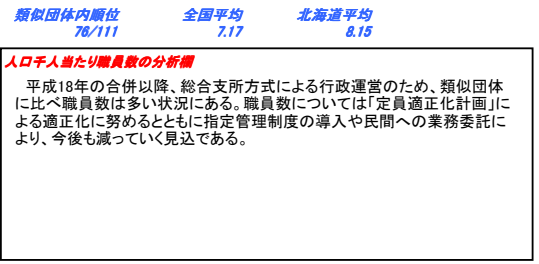 類似団体内順位 全国平均 北海道平均
76/111 7.17 8.15
人口千人当たり職員数の分析欄
平成18年の合併以降、総合支所方式による行政運営のため、類似団体
に比べ職員数は多い状況にある。職員数については「定員適正化計画」に
よる適正化に努めるとともに指定管理制度の導入や民間への業務委託に
より、今後も減っていく見込である。